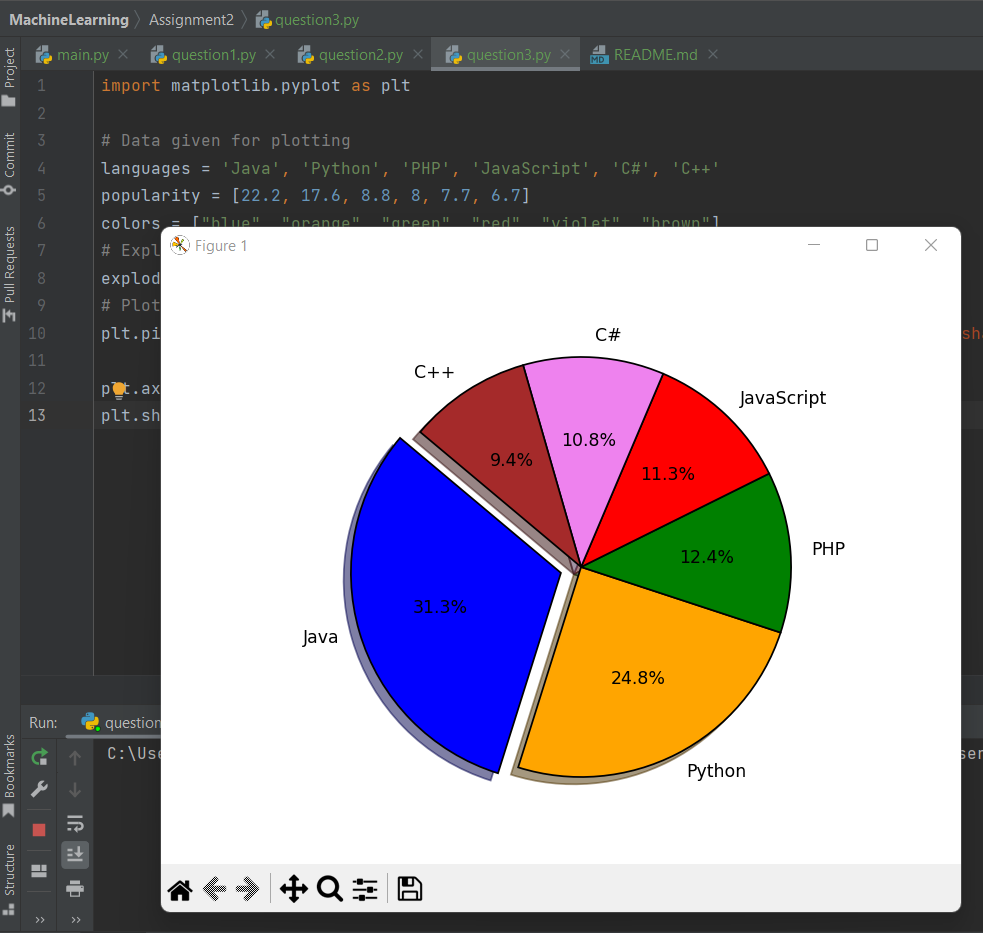 MachineLearning Assignment2 question3.py
main.py question1.py question2.py question3.py README.md
Project
Commit
Pull Requests
Bookmarks
Structure
1 import matplotlib.pyplot as plt
2
3 # Data given for plotting
4 languages = 'Java', 'Python', 'PHP', 'JavaScript', 'C#', 'C++'
5 popularity = [22.2, 17.6, 8.8, 8, 7.7, 6.7]
6 colors = ["blue", "orange", "green", "red", "violet", "brown"]
7 # Expl
8 explod
9 # Plot
10 plt.pi
11
12 plt.ax
13 plt.sh
Figure 1
C#
C++
JavaScript
10.8%
9.4%
11.3%
PHP
12.4%
31.3%
Java
24.8%
Python
Run: question
C:\Use